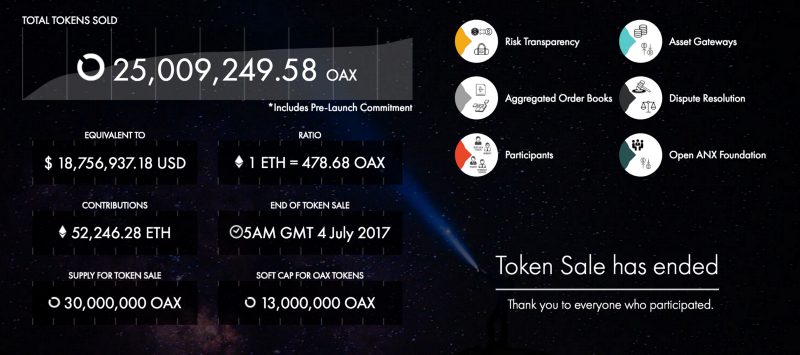 TOTAL TOKENS SOLD
25,009,249.58 OAX
*Includes Pre-Launch Commitment
EQUIVALENT TO
$ 18,756,937.18 USD
RATIO
1 ETH = 478.68 OAX
CONTRIBUTIONS
52,246.28 ETH
END OF TOKEN SALE
5AM GMT 4 July 2017
SUPPLY FOR TOKEN SALE
30,000,000 OAX
SOFT CAP FOR OAX TOKENS
13,000,000 OAX
Risk Transparency
Asset Gateways
Aggregated Order Books
Dispute Resolution
Participants
Open ANX Foundation
Token Sale has ended
Thank you to everyone who participated.